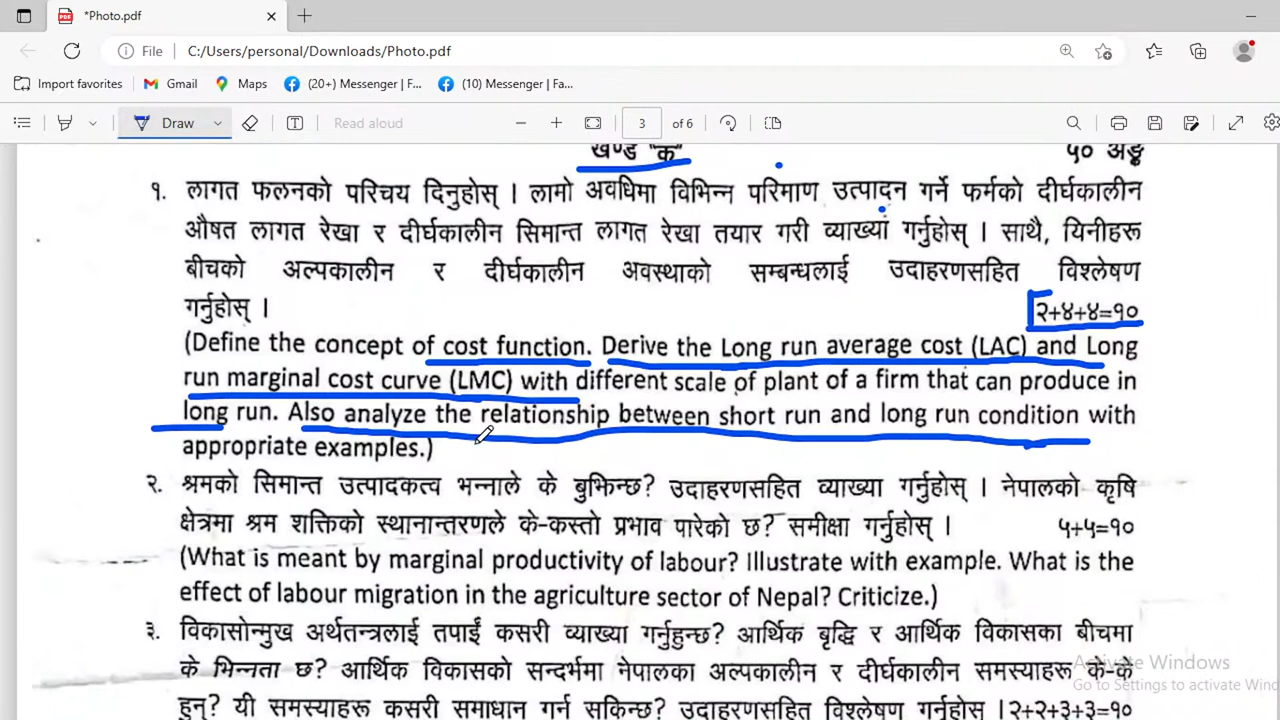 *Photo.pdf
File C:/Users/personal/Downloads/Photo.pdf
Import favorites Gmail Maps (20+) Messenger | F... (10) Messenger | Fa...
Draw Read aloud 3 of 6
खण्ड "क" ५० अङ्क
१. लागत फलनको परिचय दिनुहोस् । लामो अवधिमा विभिन्न परिमाण उत्पादन गर्ने फर्मको दीर्घकालीन
औषत लागत रेखा र दीर्घकालीन सिमान्त लागत रेखा तयार गरी व्याख्या गर्नुहोस् । साथै, यिनीहरू
बीचको अल्पकालीन र दीर्घकालीन अवस्थाको सम्बन्धलाई उदाहरणसहित विश्लेषण
गर्नुहोस् । २+४+४=१०
(Define the concept of cost function. Derive the Long run average cost (LAC) and Long
run marginal cost curve (LMC) with different scale of plant of a firm that can produce in
long run. Also analyze the relationship between short run and long run condition with
appropriate examples.)
२. श्रमको सिमान्त उत्पादकत्व भन्नाले के बुझिन्छ? उदाहरणसहित व्याख्या गर्नुहोस् । नेपालको कृषि
क्षेत्रमा श्रम शक्तिको स्थानान्तरणले के-कस्तो प्रभाव पारेको छ? समीक्षा गर्नुहोस् । ५+५=१०
(What is meant by marginal productivity of labour? Illustrate with example. What is the
effect of labour migration in the agriculture sector of Nepal? Criticize.)
३. विकासोन्मुख अर्थतन्त्रलाई तपाईं कसरी व्याख्या गर्नुहुन्छ? आर्थिक बृद्धि र आर्थिक विकासका बीचमा
के भिन्नता छ? आर्थिक विकासको सन्दर्भमा नेपालका अल्पकालीन र दीर्घकालीन समस्याहरू के-के
हुन्? यी समस्याहरू कसरी समाधान गर्न सकिन्छ? उदाहरणसहित विश्लेषण गर्नुहोस् ।२+२+३+३=१०
Activate Windows
Go to Settings to activate Wind